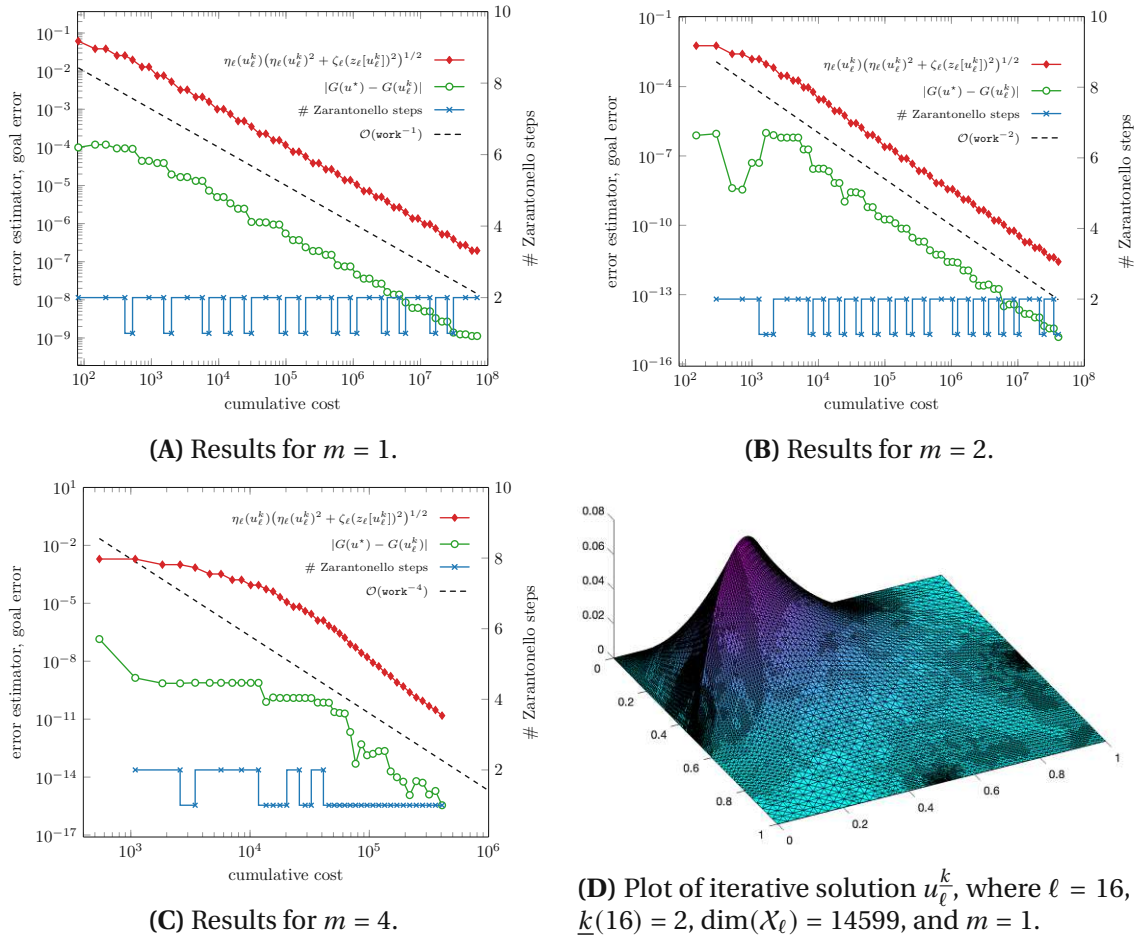 10^-1
10^-2
10^-3
10^-4
10^-5
10^-6
10^-7
10^-8
10^-9
error estimator, goal error
10
8
6
4
2
# Zarantonello steps
η_ℓ(u_ℓ^k)(η_ℓ(u_ℓ^k)^2 + ζ_ℓ(z_ℓ[u_ℓ^k])^2)^1/2
|G(u^⋆) − G(u_ℓ^k)|
# Zarantonello steps
O(work^-1)
10^2 10^3 10^4 10^5 10^6 10^7 10^8
cumulative cost
(A) Results for m = 1.
10^-1
10^-4
10^-7
10^-10
10^-13
10^-16
error estimator, goal error
10
8
6
4
2
# Zarantonello steps
η_ℓ(u_ℓ^k)(η_ℓ(u_ℓ^k)^2 + ζ_ℓ(z_ℓ[u_ℓ^k])^2)^1/2
|G(u^⋆) − G(u_ℓ^k)|
# Zarantonello steps
O(work^-2)
10^2 10^3 10^4 10^5 10^6 10^7 10^8
cumulative cost
(B) Results for m = 2.
10^1
10^-2
10^-5
10^-8
10^-11
10^-14
10^-17
error estimator, goal error
10
8
6
4
2
# Zarantonello steps
η_ℓ(u_ℓ^k)(η_ℓ(u_ℓ^k)^2 + ζ_ℓ(z_ℓ[u_ℓ^k])^2)^1/2
|G(u^⋆) − G(u_ℓ^k)|
# Zarantonello steps
O(work^-4)
10^3 10^4 10^5 10^6
cumulative cost
(C) Results for m = 4.
0.08
0.06
0.04
0.02
0
0
0.2
0.4
0.6
0.8
1
0
0.2
0.4
0.6
0.8
1
(D) Plot of iterative solution u_ℓ^k, where ℓ = 16,
k(16) = 2, dim(X_ℓ) = 14599, and m = 1.